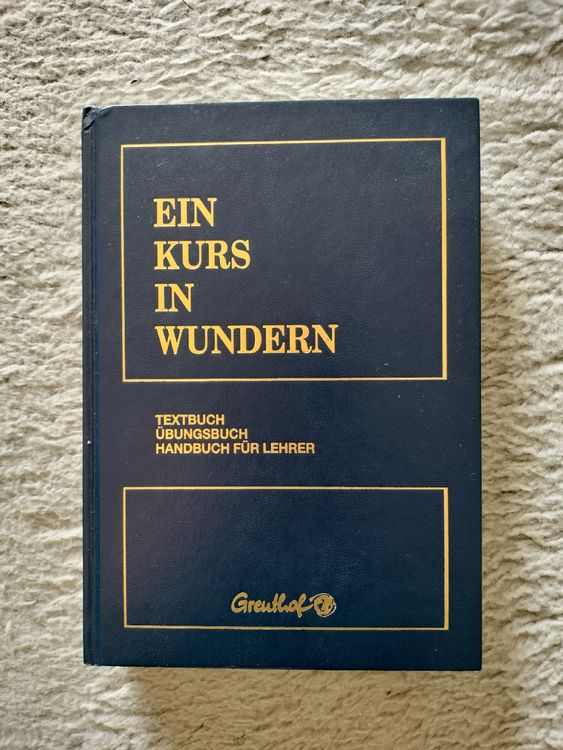 EIN
KURS
IN
WUNDERN
TEXTBUCH
ÜBUNGSBUCH
HANDBUCH FÜR LEHRER
Greuthof